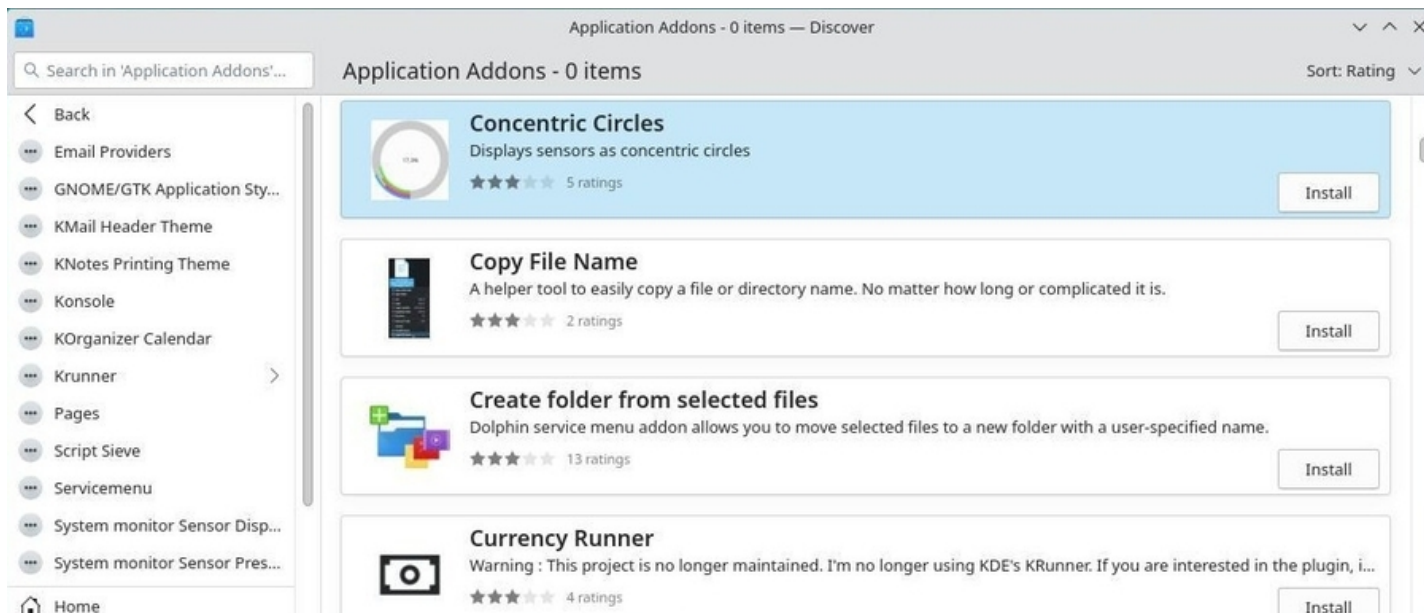 Application Addons - 0 items — Discover
Search in 'Application Addons'...
Application Addons - 0 items
Sort: Rating
Back
Email Providers
GNOME/GTK Application Sty...
KMail Header Theme
KNotes Printing Theme
Konsole
KOrganizer Calendar
Krunner
Pages
Script Sieve
Servicemenu
System monitor Sensor Disp...
System monitor Sensor Pres...
Home
Concentric Circles
Displays sensors as concentric circles
5 ratings
Install
Copy File Name
A helper tool to easily copy a file or directory name. No matter how long or complicated it is.
2 ratings
Install
Create folder from selected files
Dolphin service menu addon allows you to move selected files to a new folder with a user-specified name.
13 ratings
Install
Currency Runner
Warning : This project is no longer maintained. I'm no longer using KDE's KRunner. If you are interested in the plugin, i...
4 ratings
Install